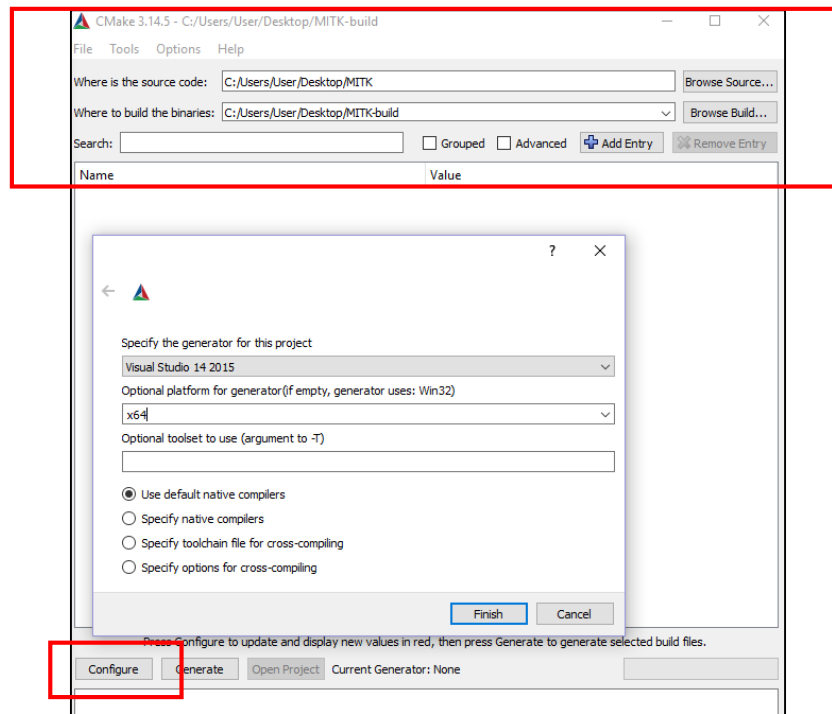 CMake 3.14.5 - C:/Users/User/Desktop/MITK-build
File Tools Options Help
Where is the source code: C:/Users/User/Desktop/MITK Browse Source...
Where to build the binaries: C:/Users/User/Desktop/MITK-build Browse Build...
Search: Grouped Advanced Add Entry Remove Entry
Name Value
?
Specify the generator for this project
Visual Studio 14 2015
Optional platform for generator(if empty, generator uses: Win32)
x64
Optional toolset to use (argument to -T)
Use default native compilers
Specify native compilers
Specify toolchain file for cross-compiling
Specify options for cross-compiling
Finish Cancel
Press Configure to update and display new values in red, then press Generate to generate selected build files.
Configure Generate Open Project Current Generator: None